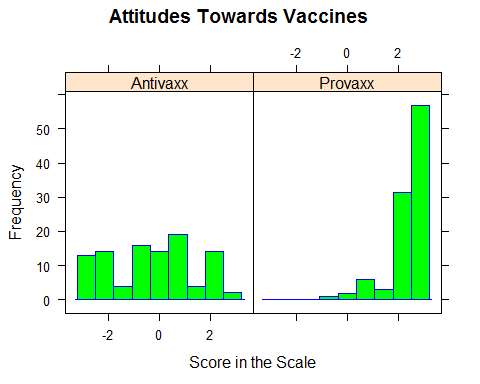 Attitudes Towards Vaccines
-2 0 2
Antivaxx Provaxx
Frequency
50
40
30
20
10
0
-2 0 2
Score in the Scale